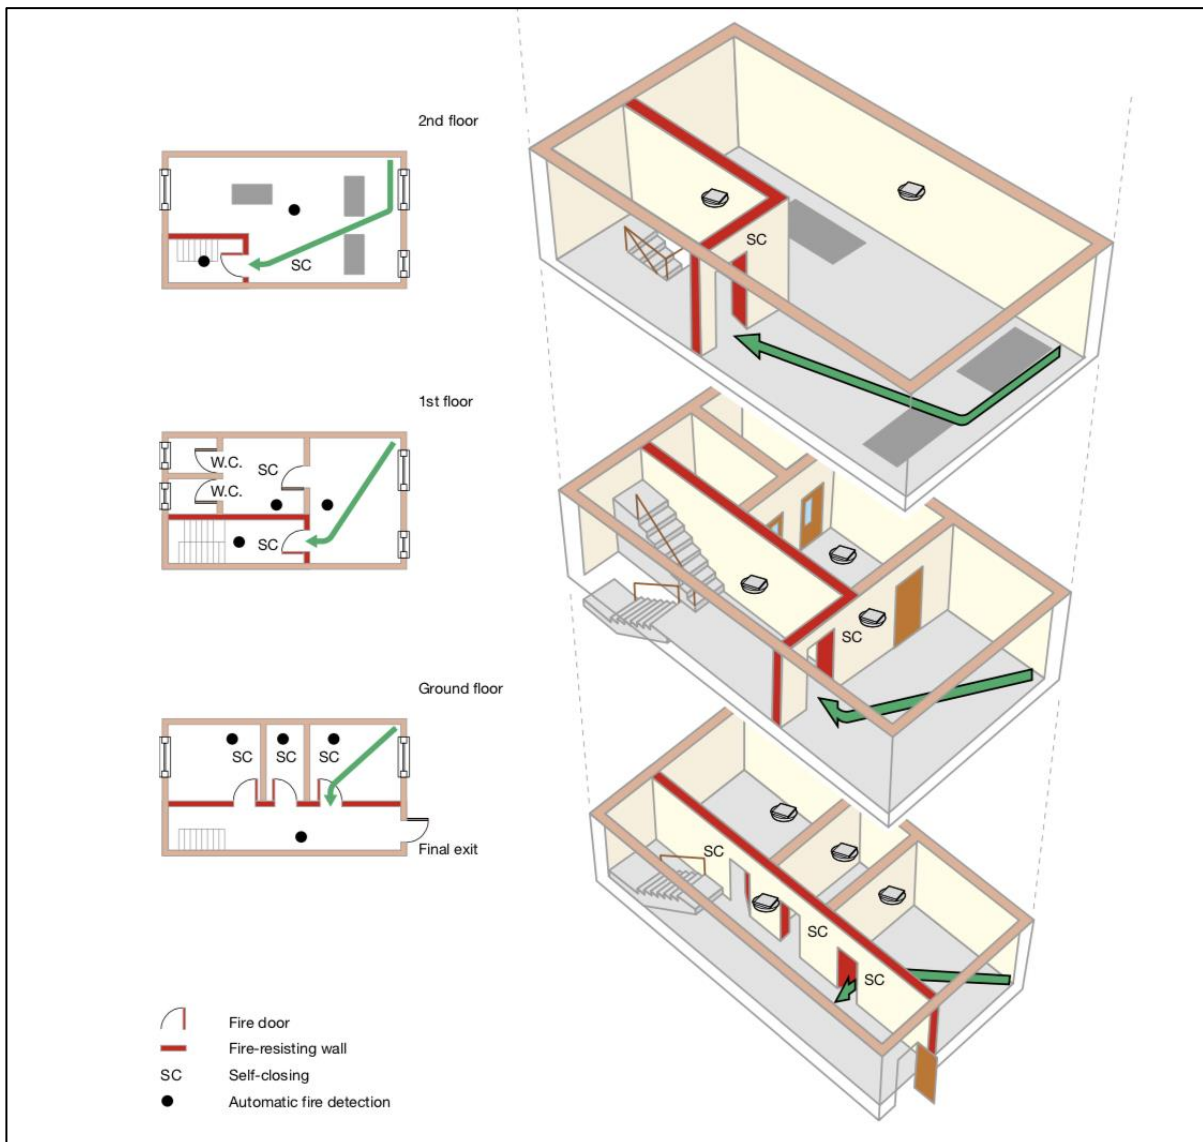 2nd floor
SC
SC
1st floor
W.C.
SC
W.C.
SC
SC
Ground floor
SC
SC
SC
SC
SC
SC
Final exit
Fire door
Fire-resisting wall
SC
Self-closing
Automatic fire detection